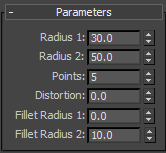 - Parameters
Radius 1: 30.0
Radius 2: 50.0
Points: 5
Distortion: 0.0
Fillet Radius 1: 0.0
Fillet Radius 2: 10.0